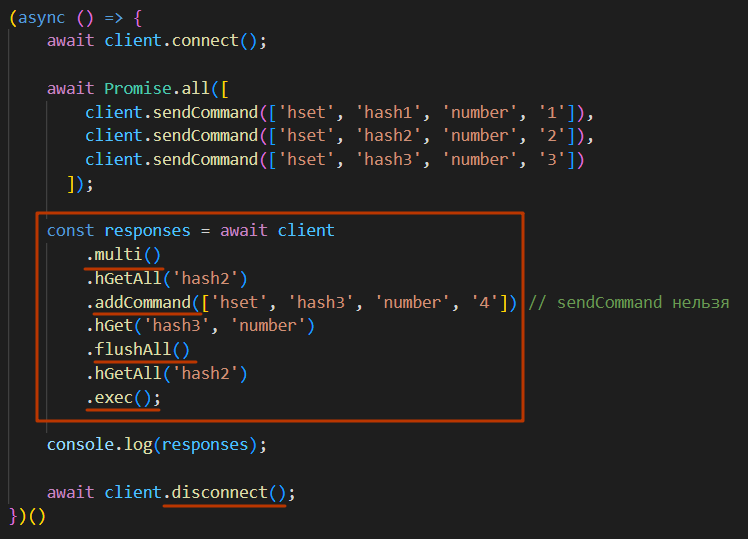 (async () => {
    await client.connect();

    await Promise.all([
        client.sendCommand(['hset', 'hash1', 'number', '1']),
        client.sendCommand(['hset', 'hash2', 'number', '2']),
        client.sendCommand(['hset', 'hash3', 'number', '3'])
      ]);

    const responses = await client
        .multi()
        .hGetAll('hash2')
        .addCommand(['hset', 'hash3', 'number', '4']) // sendCommand нельзя
        .hGet('hash3', 'number')
        .flushAll()
        .hGetAll('hash2')
        .exec();

    console.log(responses);

    await client.disconnect();
})()